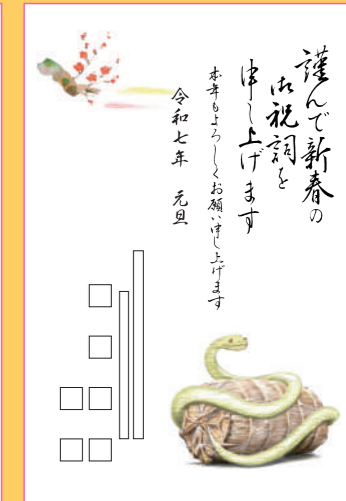 謹んで新春の
御祝詞を
申し上げます
本年もよろしくお願い申し上げます
令和七年 元旦